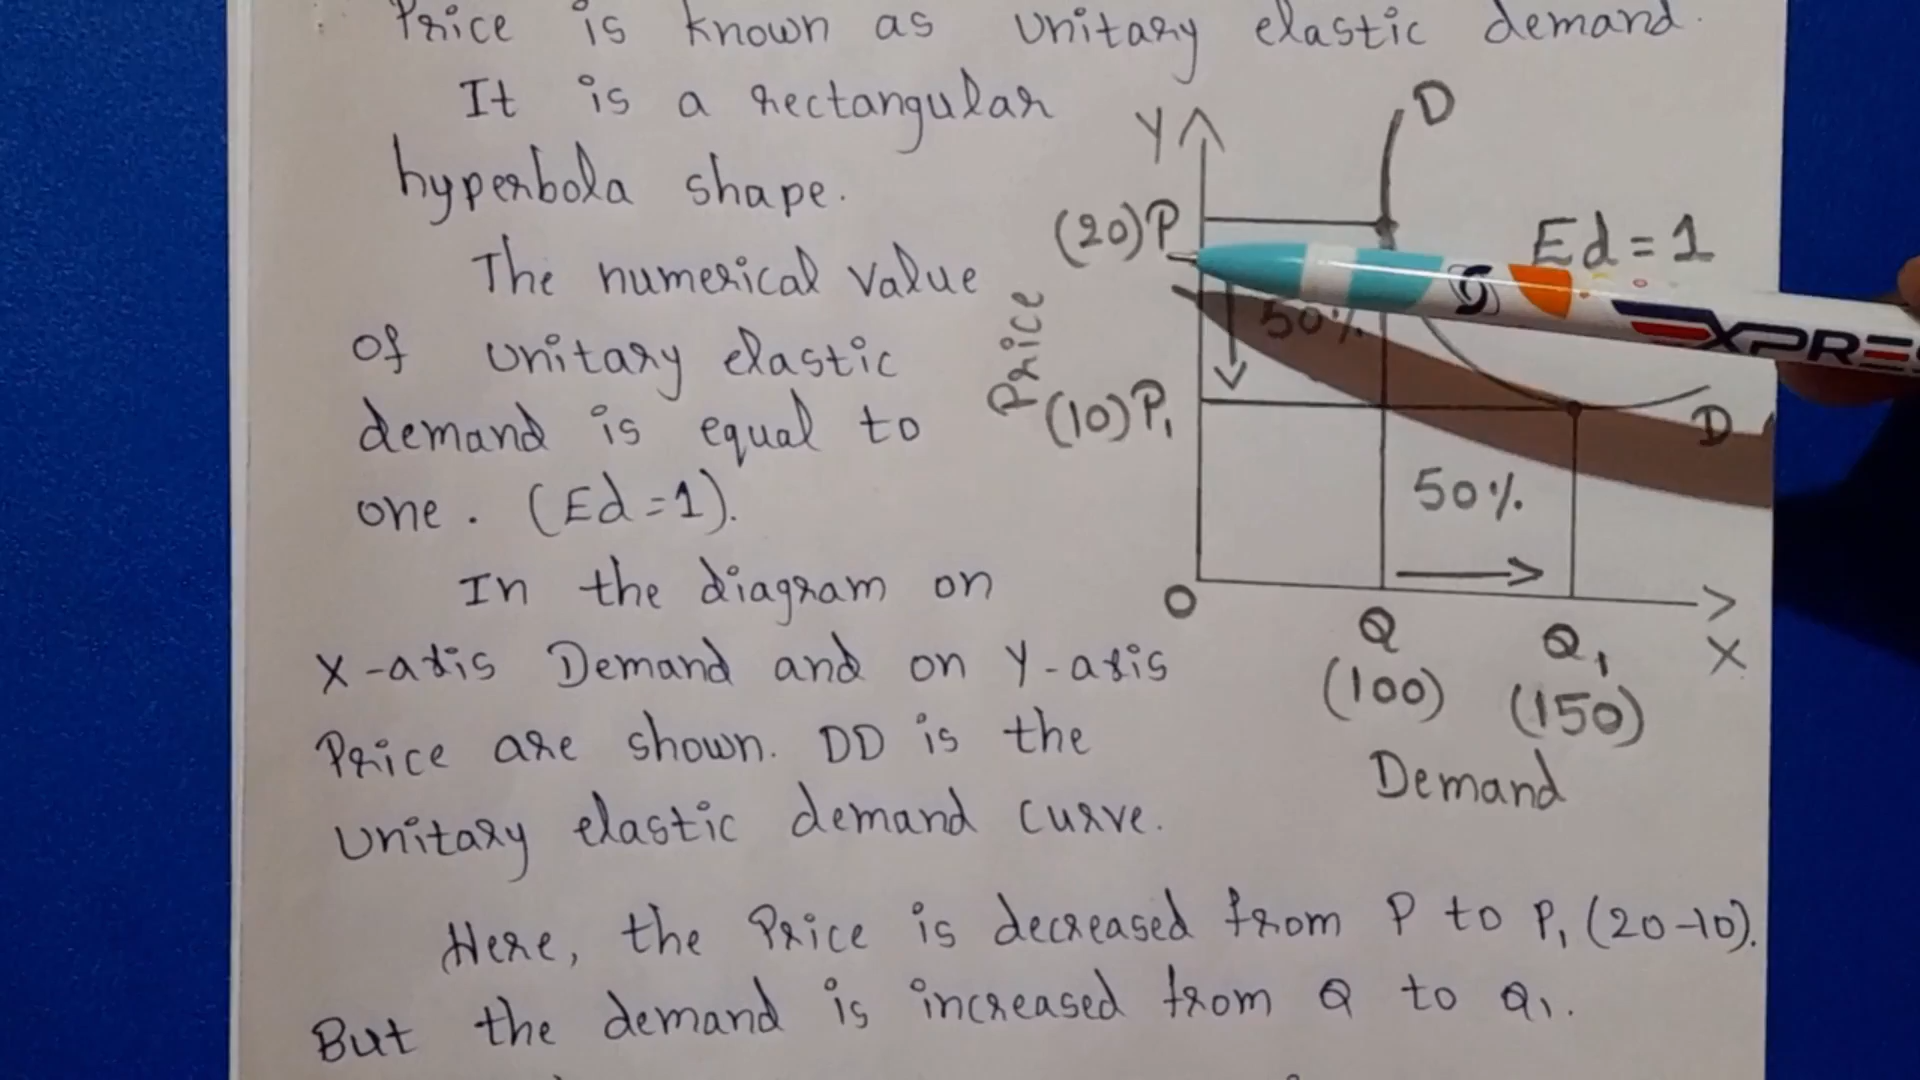 Price is known as unitary elastic demand.
It is a rectangular
hyperbola shape.
The numerical value
of unitary elastic
demand is equal to
one. (Ed=1).
In the diagram on
X-axis Demand and on Y-axis
Price are shown. DD is the
unitary elastic demand curve.
Here, the Price is decreased from P to P₁ (20-10).
But the demand is increased from Q to Q₁.
Y
D
(20)P
Ed=1
50%
Price
(10)P₁
D
50%
O
Q
Q₁
X
(100)
(150)
Demand